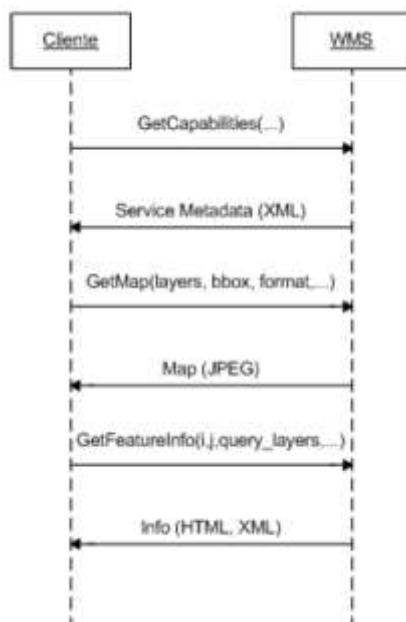 Cliente
WMS
GetCapabilities(...)
Service Metadata (XML)
GetMap(layers, bbox, format,...)
Map (JPEG)
GetFeatureInfo(i,j,query_layers,...)
Info (HTML, XML)